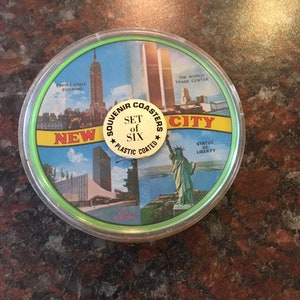 EMPIRE STATE
BUILDING
THE WORLD
TRADE CENTER
SOUVENIR COASTERS
SET
of
SIX
★ PLASTIC COATED ★
NEW
CITY
STATUE
OF
LIBERTY